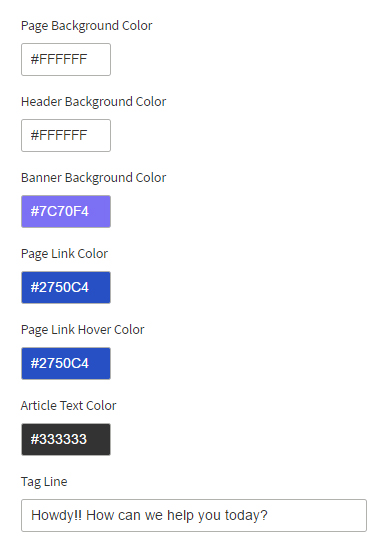 Page Background Color
#FFFFFF
Header Background Color
#FFFFFF
Banner Background Color
#7C70F4
Page Link Color
#2750C4
Page Link Hover Color
#2750C4
Article Text Color
#333333
Tag Line
Howdy!! How can we help you today?